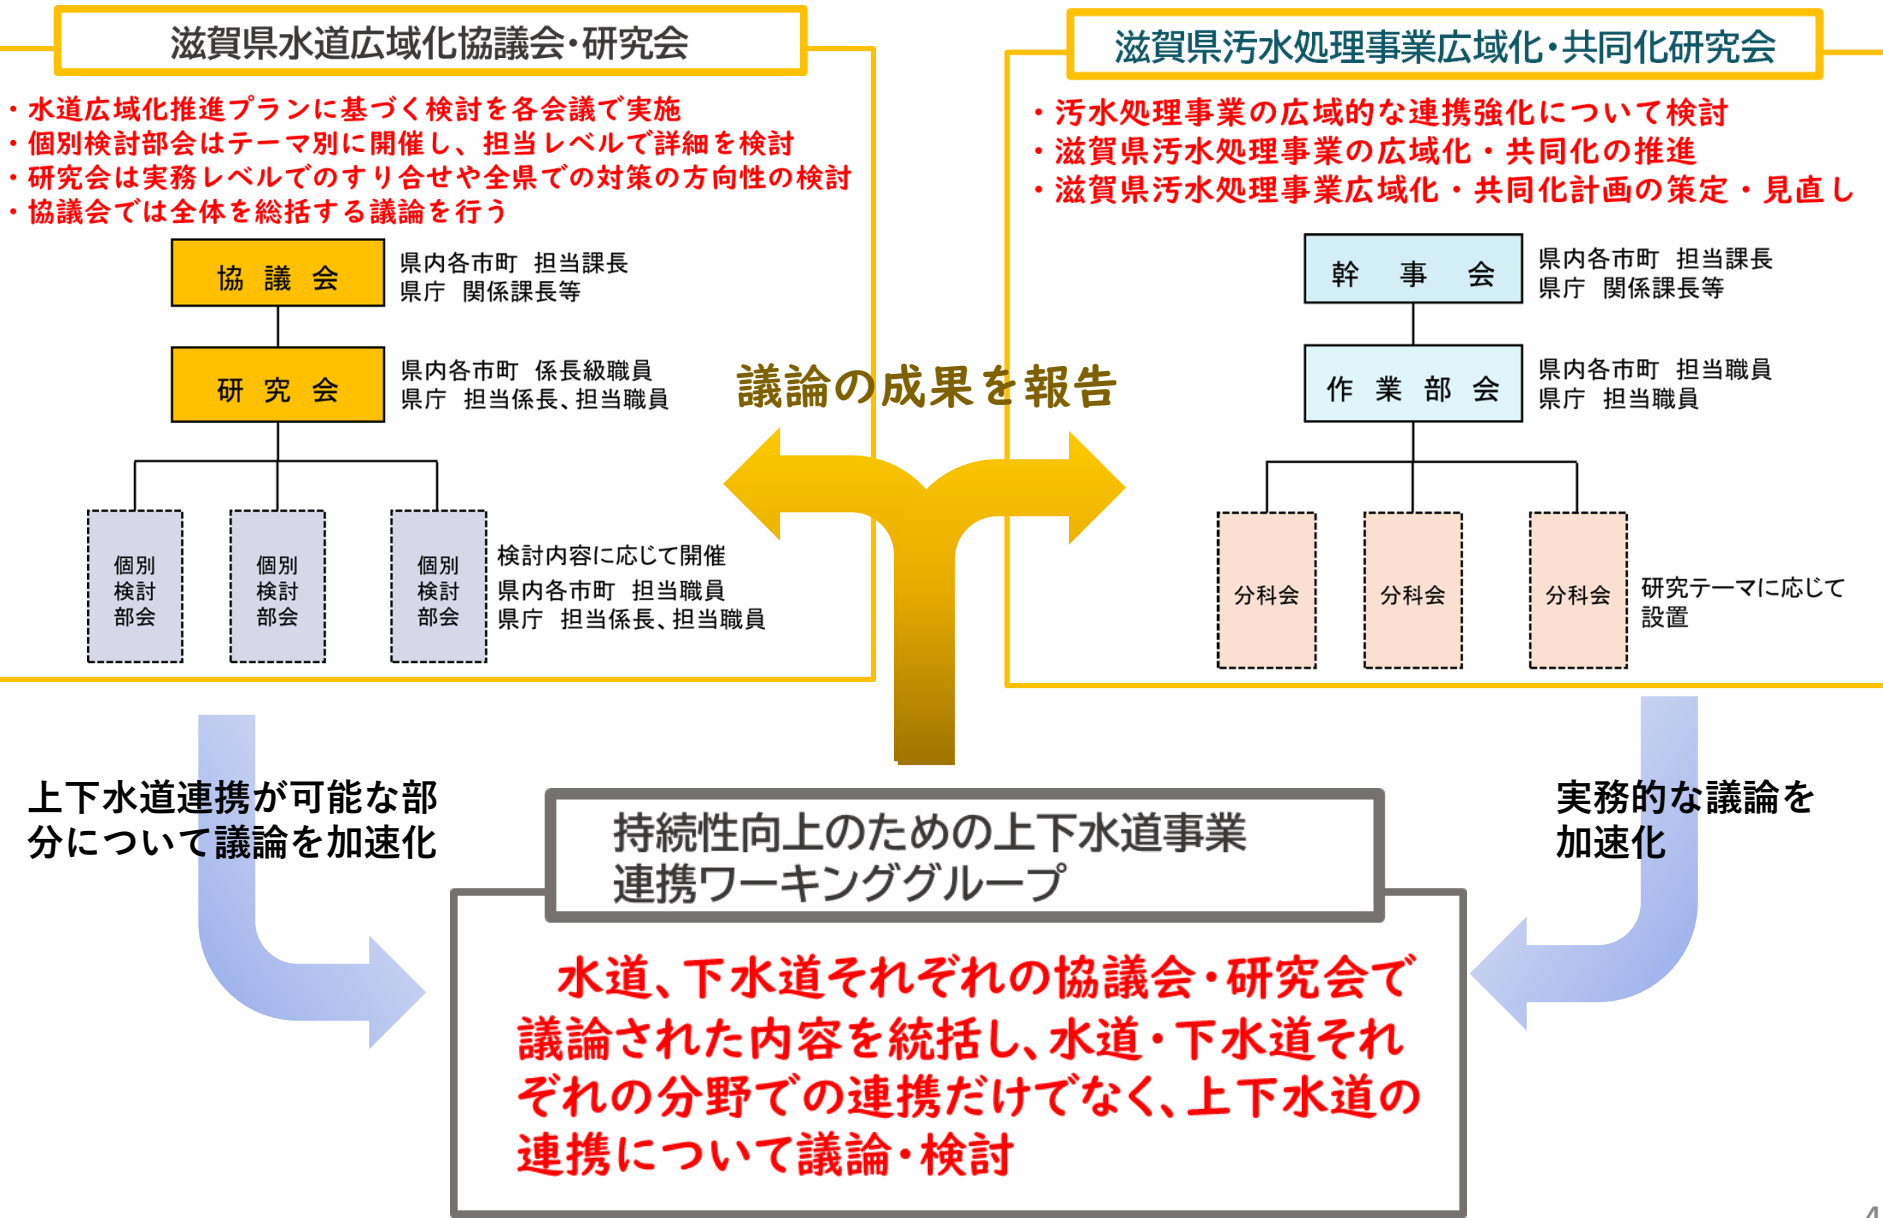 滋賀県水道広域化協議会・研究会
・水道広域化推進プランに基づく検討を各会議で実施
・個別検討部会はテーマ別に開催し、担当レベルで詳細を検討
・研究会は実務レベルでのすり合せや全県での対策の方向性の検討
・協議会では全体を総括する議論を行う
協議会
県内各市町 担当課長
県庁 関係課長等
研究会
県内各市町 係長級職員
県庁 担当係長、担当職員
個別
検討
部会
個別
検討
部会
個別
検討
部会
検討内容に応じて開催
県内各市町 担当職員
県庁 担当係長、担当職員
滋賀県汚水処理事業広域化・共同化研究会
・汚水処理事業の広域的な連携強化について検討
・滋賀県汚水処理事業の広域化・共同化の推進
・滋賀県汚水処理事業広域化・共同化計画の策定・見直し
幹事会
県内各市町 担当課長
県庁 関係課長等
作業部会
県内各市町 担当職員
県庁 担当職員
分科会
分科会
分科会
研究テーマに応じて
設置
議論の成果を報告
上下水道連携が可能な部
分について議論を加速化
実務的な議論を
加速化
持続性向上のための上下水道事業
連携ワーキンググループ
水道、下水道それぞれの協議会・研究会で
議論された内容を統括し、水道・下水道それ
ぞれの分野での連携だけでなく、上下水道の
連携について議論・検討
4